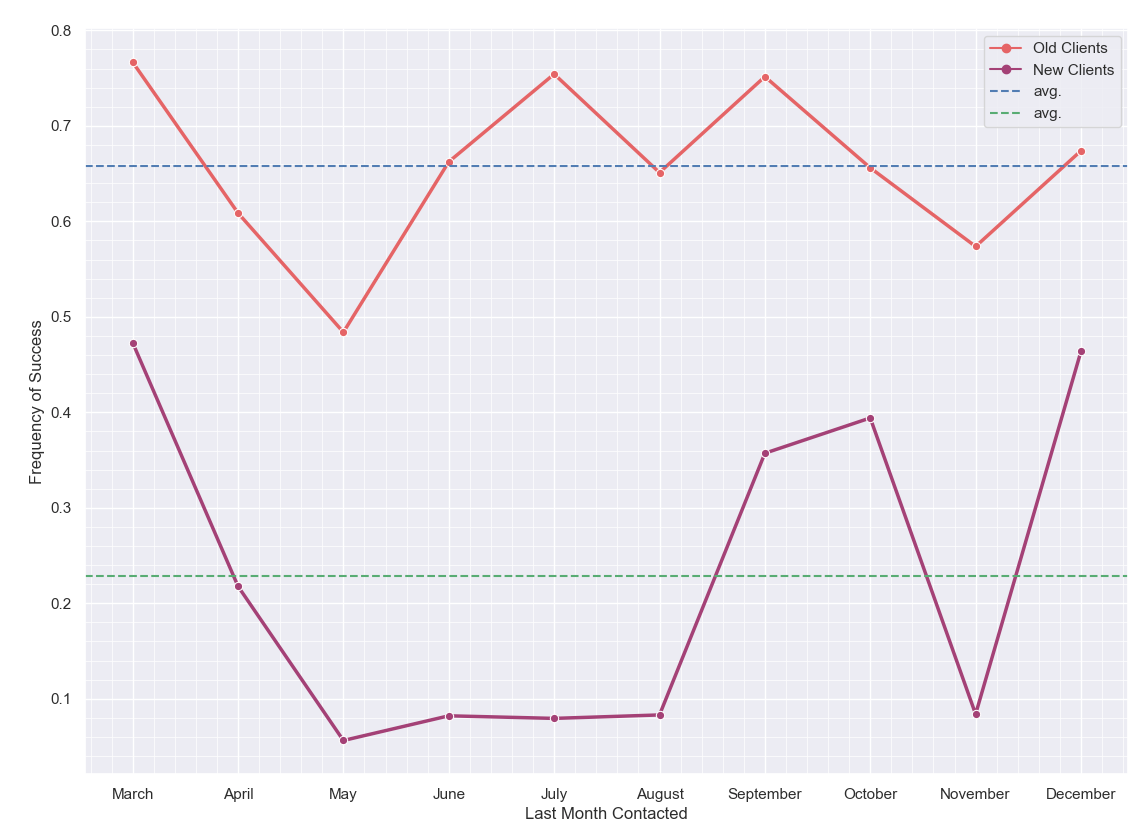 0.8
0.7
0.6
0.5
0.4
0.3
0.2
0.1
Frequency of Success
Old Clients
New Clients
avg.
avg.
March April May June July August September October November December
Last Month Contacted